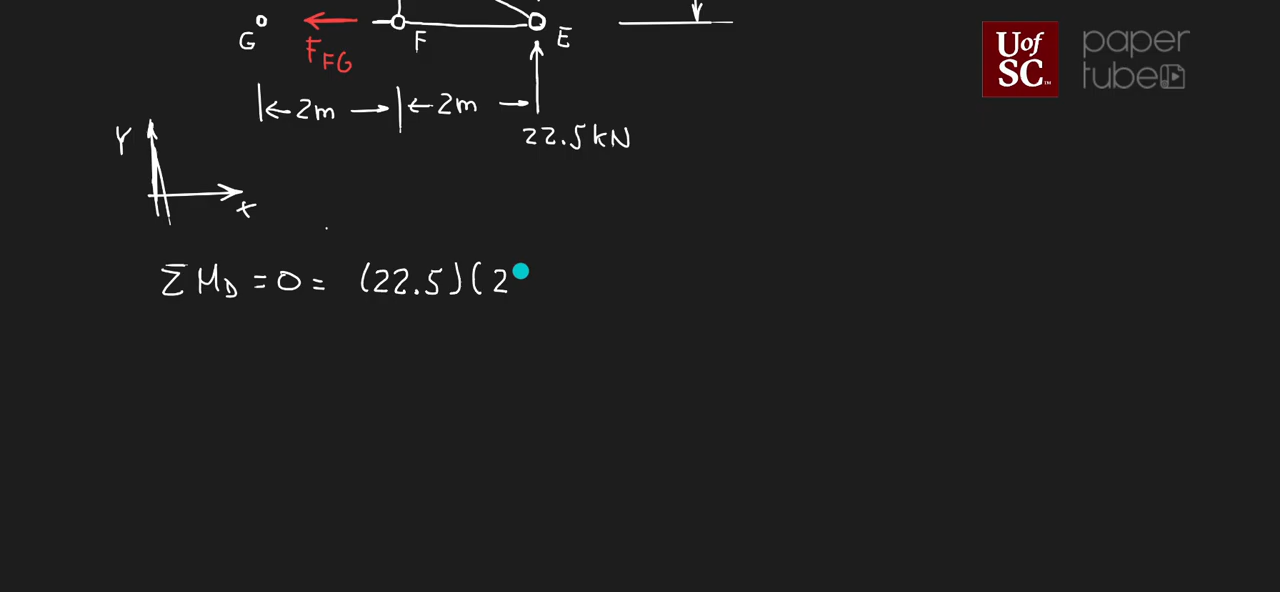 G F E
F_FG
2m 2m
22.5kN
Y
X
ΣM_D = 0 = (22.5)(2
UofSC
paper
tube